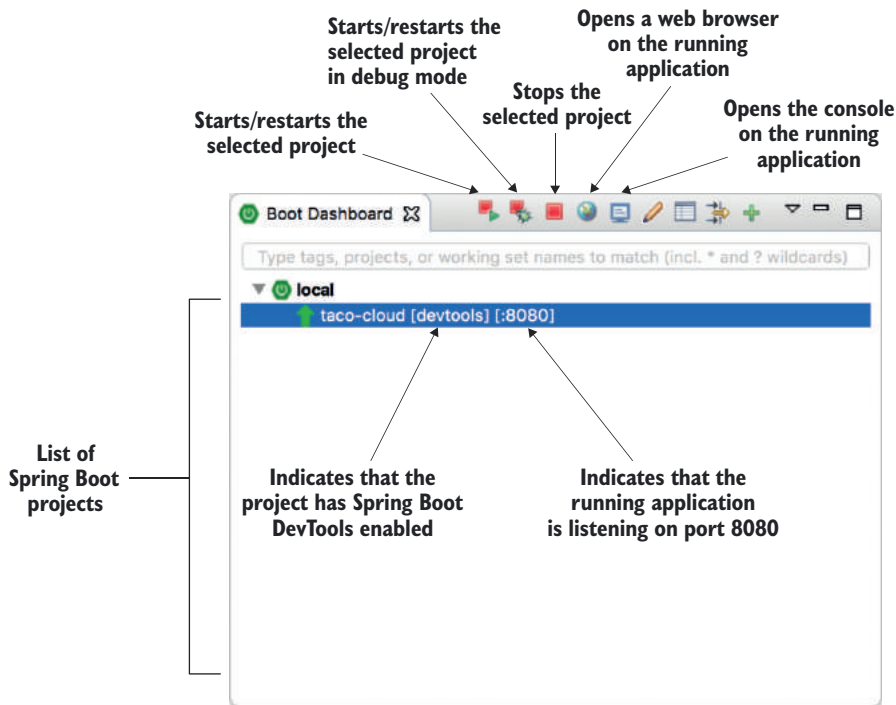 Opens a web browser
on the running
application
Starts/restarts the
selected project
in debug mode
Stops the
selected project
Opens the console
on the running
application
Starts/restarts the
selected project
Boot Dashboard
Type tags, projects, or working set names to match (incl. * and ? wildcards)
local
taco-cloud [devtools] [:8080]
List of
Spring Boot
projects
Indicates that the
project has Spring Boot
DevTools enabled
Indicates that the
running application
is listening on port 8080